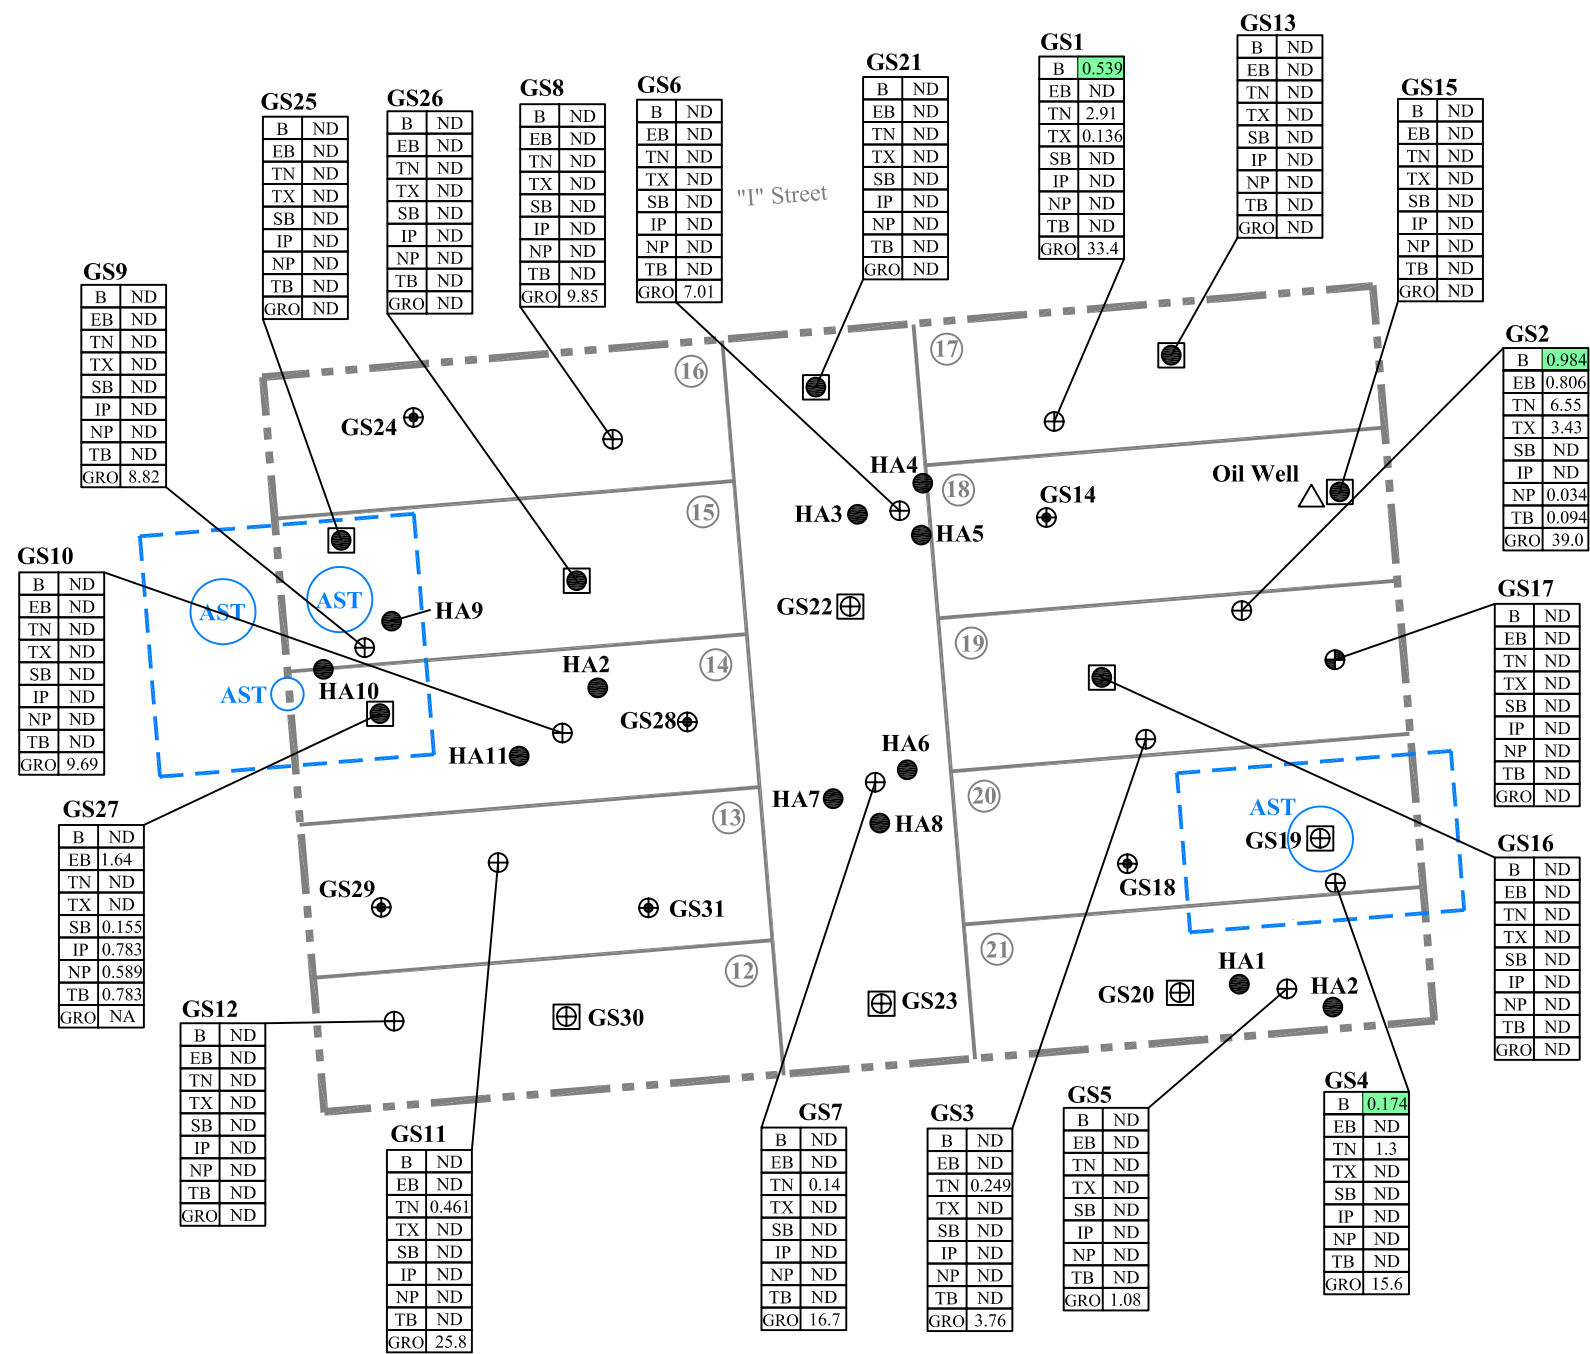 GS25
B ND
EB ND
TN ND
TX ND
SB ND
IP ND
NP ND
TB ND
GRO ND
GS26
B ND
EB ND
TN ND
TX ND
SB ND
IP ND
NP ND
TB ND
GRO ND
GS8
B ND
EB ND
TN ND
TX ND
SB ND
IP ND
NP ND
TB ND
GRO 9.85
GS6
B ND
EB ND
TN ND
TX ND
SB ND
IP ND
NP ND
TB ND
GRO 7.01
"I" Street
GS21
B ND
EB ND
TN ND
TX ND
SB ND
IP ND
NP ND
TB ND
GRO ND
GS1
B 0.539
EB ND
TN 2.91
TX 0.136
SB ND
IP ND
NP ND
TB ND
GRO 33.4
GS13
B ND
EB ND
TN ND
TX ND
SB ND
IP ND
NP ND
TB ND
GRO ND
GS15
B ND
EB ND
TN ND
TX ND
SB ND
IP ND
NP ND
TB ND
GRO ND
GS9
B ND
EB ND
TN ND
TX ND
SB ND
IP ND
NP ND
TB ND
GRO 8.82
GS2
B 0.984
EB 0.806
TN 6.55
TX 3.43
SB ND
IP ND
NP 0.034
TB 0.094
GRO 39.0
16
17
GS24
HA4
18
GS14
Oil Well
15
HA3
HA5
GS10
B ND
EB ND
TN ND
TX ND
SB ND
IP ND
NP ND
TB ND
GRO 9.69
AST
AST
HA9
GS22
GS17
B ND
EB ND
TN ND
TX ND
SB ND
IP ND
NP ND
TB ND
GRO ND
19
14
HA2
HA10
AST
GS28
HA11
HA6
HA7
HA8
20
AST
GS19
13
GS27
B ND
EB 1.64
TN ND
TX ND
SB 0.155
IP 0.783
NP 0.589
TB 0.783
GRO NA
GS16
B ND
EB ND
TN ND
TX ND
SB ND
IP ND
NP ND
TB ND
GRO ND
GS29
GS31
GS18
12
21
HA1
HA2
GS20
GS30
GS23
GS12
B ND
EB ND
TN ND
TX ND
SB ND
IP ND
NP ND
TB ND
GRO ND
GS11
B ND
EB ND
TN 0.461
TX ND
SB ND
IP ND
NP ND
TB ND
GRO 25.8
GS7
B ND
EB ND
TN 0.14
TX ND
SB ND
IP ND
NP ND
TB ND
GRO 16.7
GS3
B ND
EB ND
TN 0.249
TX ND
SB ND
IP ND
NP ND
TB ND
GRO 3.76
GS5
B ND
EB ND
TN ND
TX ND
SB ND
IP ND
NP ND
TB ND
GRO 1.08
GS4
B 0.174
EB ND
TN 1.3
TX ND
SB ND
IP ND
NP ND
TB ND
GRO 15.6